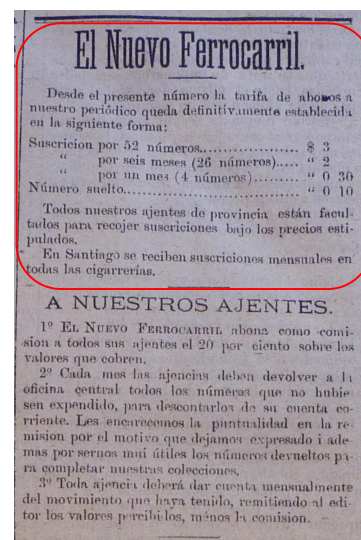 El Nuevo Ferrocarril.
Desde el presente número la tarifa de abonos a
nuestro periódico queda definitivamente establecida
en la siguiente forma:
Suscricion por 52 números.................. $ 3
“ por seis meses (26 números)..... “ 2
“ por un mes (4 números)......... “ 0 30
Número suelto............................... “ 0 10
Todos nuestros ajentes de provincia están facul-
tados para recojer suscriciones bajo los precios esti-
pulados.
En Santiago se reciben suscriciones mensuales en
todas las cigarrerías.
A NUESTROS AJENTES.
1º EL NUEVO FERROCARRIL abona como comi-
sion a todos sus ajentes el 20 por ciento sobre los
valores que cobren.
2º Cada mes las ajencias deben devolver a la
oficina central todos los números que no hubie
sen expendido, para descontarlos de su cuenta co-
rriente. Les encarecemos la puntualidad en la re-
mision por el motivo que dejamos expresado i ade-
mas por sernos mui útiles los números devueltos pa-
ra completar nuestras colecciones.
3º Toda ajencia deberá dar cuenta mensualmente
del movimiento que haya tenido, remitiendo al edi-
tor los valores percibidos, ménos la comision.